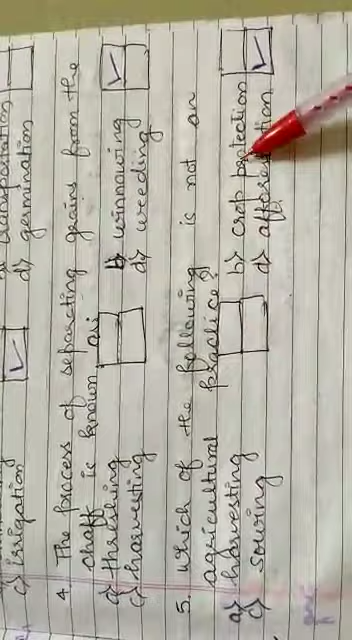 d) germination
c) irrigation
4. The process of separating grains from the
chaff is known as:
a) threshing b) winnowing
c) harvesting d) weeding
5. which of the following is not an
agricultural practice?
a) harvesting b) crop protection
c) sowing d) afforestation